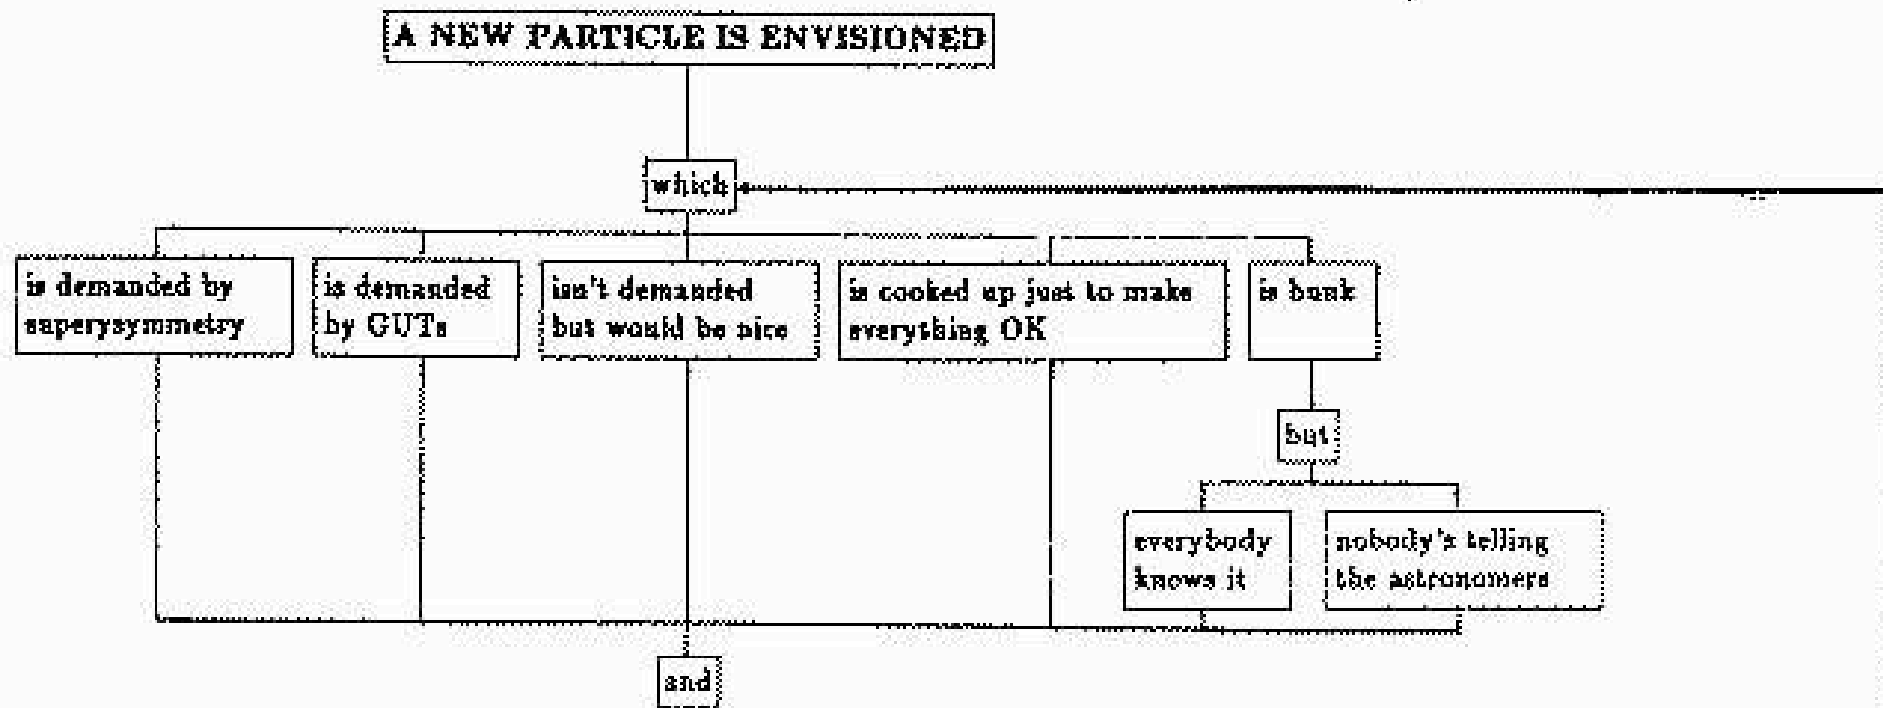 A NEW PARTICLE IS ENVISIONED
which
is demanded by
superysymmetry
is demanded
by GUTs
isn't demanded
but would be nice
is cooked up just to make
everything OK
is bunk
but
everybody
knows it
nobody's telling
the astronomers
and